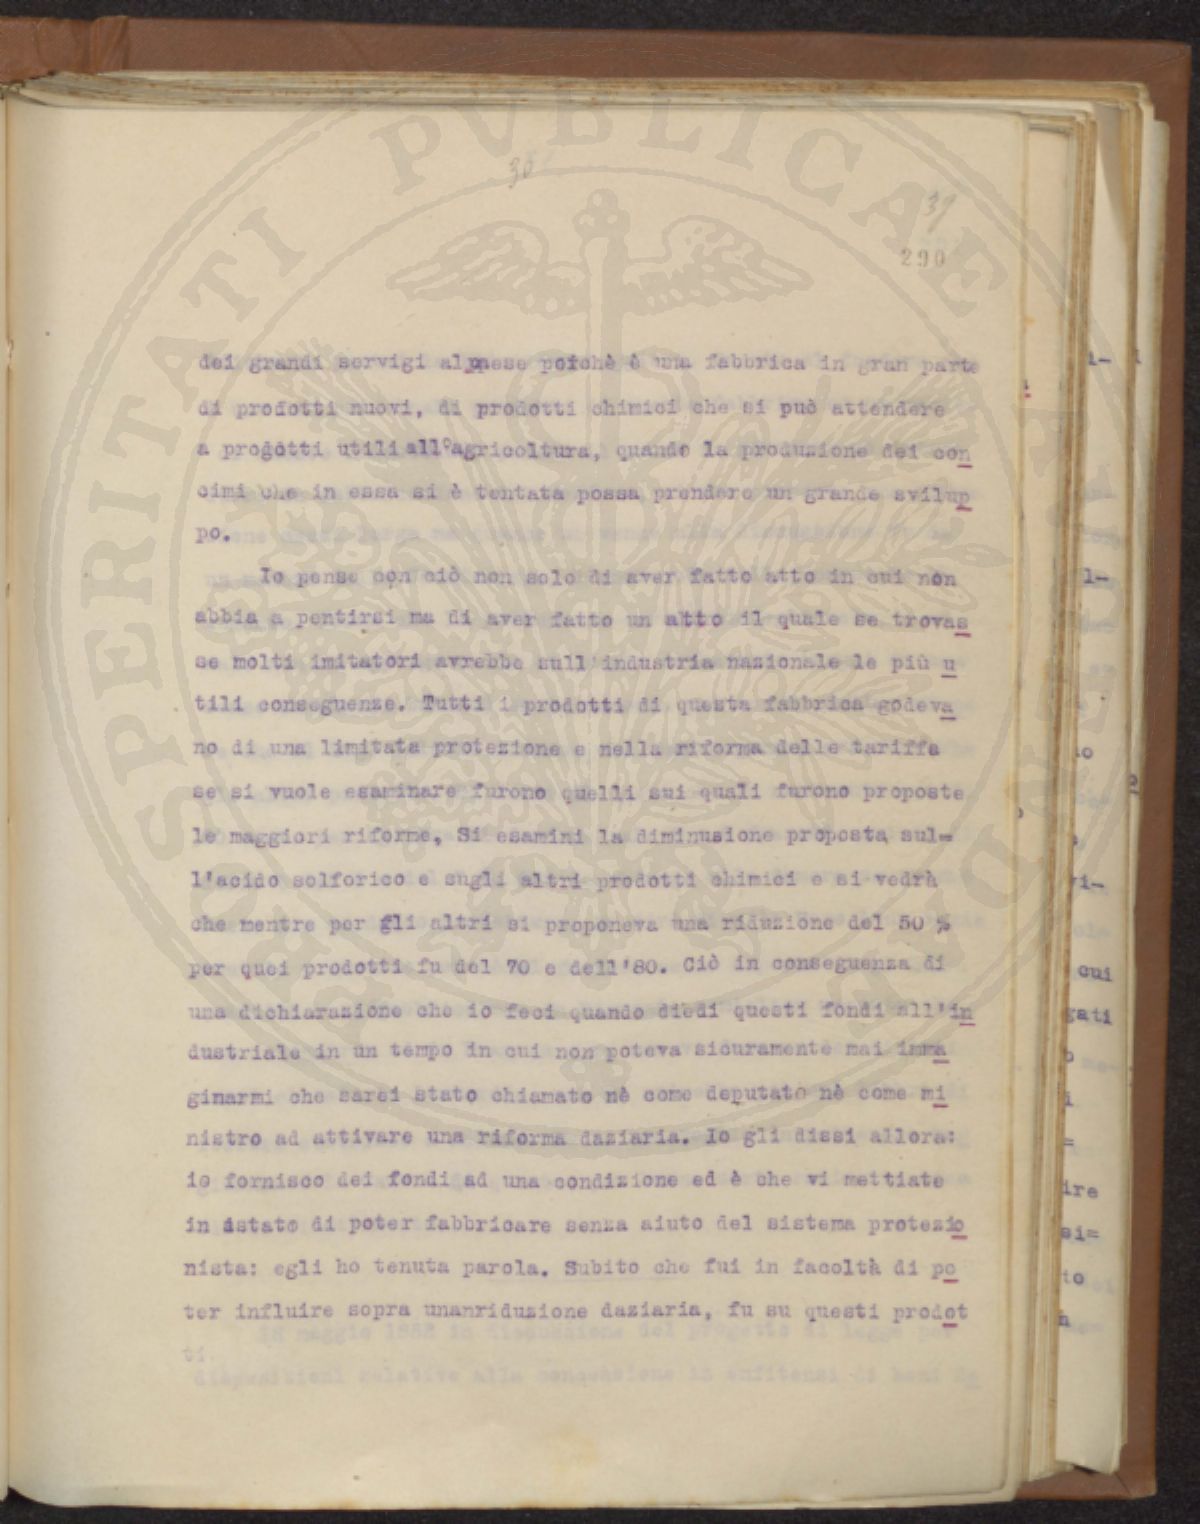 38
39
290
dei grandi servigi al paese poichè è una fabbrica in gran parte
di prodotti nuovi, di prodotti chimici che si può attendere
a progotti utili all'agricoltura, quando la produzione dei con
cimi che in essa si è tentata possa prendere un grande svilup
po.
Io penso con ciò non solo di aver fatto atto in cui non
abbia a pentirsi ma di aver fatto un atto il quale se trovas
se molti imitatori avrebbe sull'industria nazionale le più u
tili conseguenze. Tutti i prodotti di questa fabbrica godeva
no di una limitata protezione e nella riforma delle tariffa
se si vuole esaminare furono quelli sui quali furono proposte
le maggiori riforme, Si esamini la diminusione proposta sul=
l'acido solforico e sugli altri prodotti chimici e si vedrà
che mentre per gli altri si proponeva una riduzione del 50 %
per quei prodotti fu del 70 e dell'80. Ciò in conseguenza di
una dichiarazione che io feci quando diedi questi fondi all'in
dustriale in un tempo in cui non poteva sicuramente mai imma
ginarmi che sarei stato chiamato nè come deputato nè come mi
nistro ad attivare una riforma daziaria. Io gli dissi allora:
io fornisco dei fondi ad una condizione ed è che vi mettiate
in istato di poter fabbricare senza aiuto del sistema protezio
nista: egli ho tenuta parola. Subito che fui in facoltà di po
ter influire sopra unanriduzione daziaria, fu su questi prodot
ti.
PROSPERITATI PVBLICAE AVGENDAE